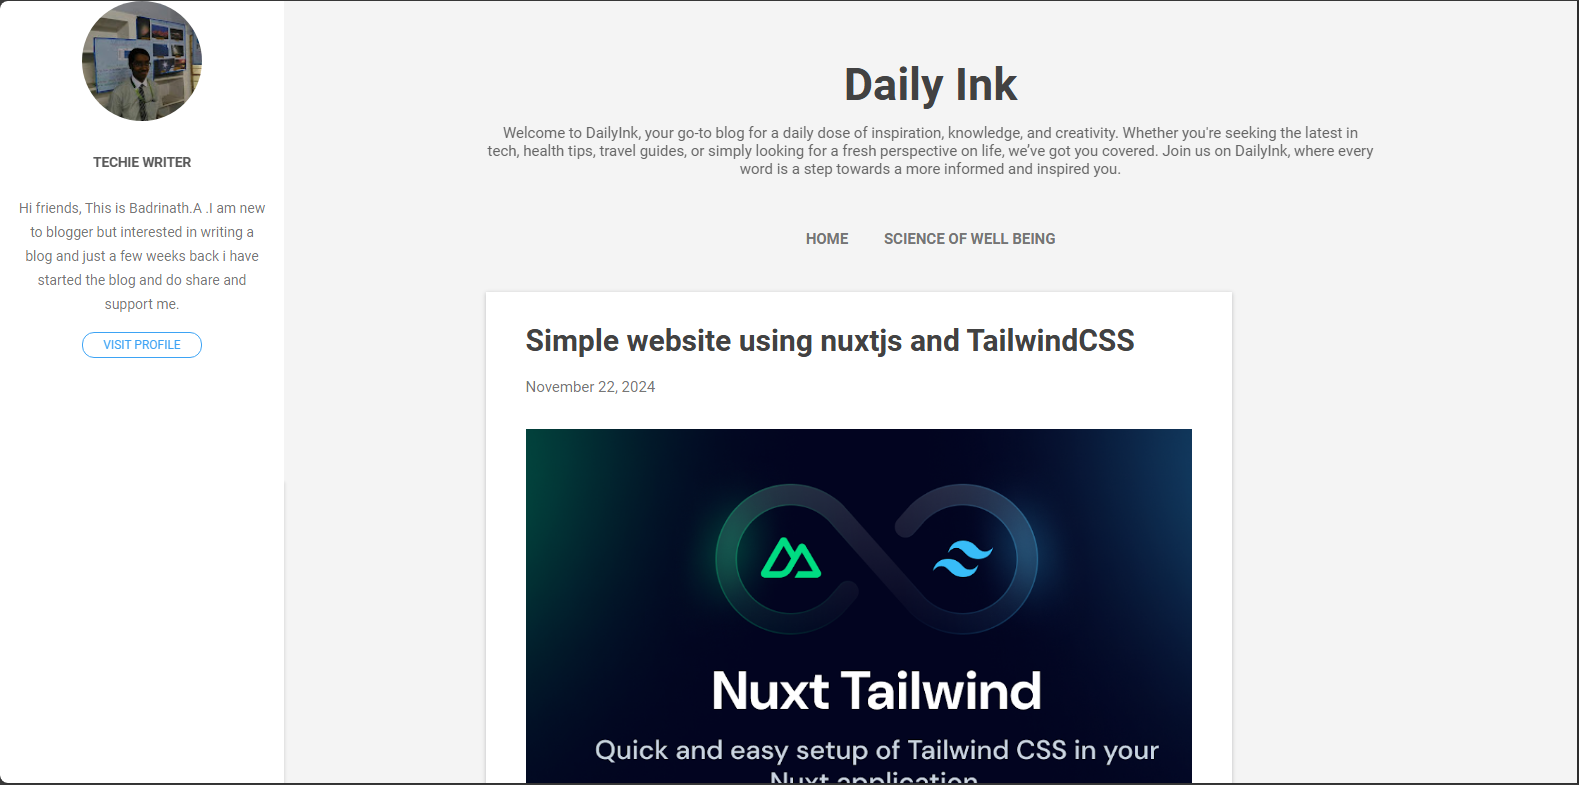 TECHIE WRITER
Hi friends, This is Badrinath.A .I am new
to blogger but interested in writing a
blog and just a few weeks back i have
started the blog and do share and
support me.
VISIT PROFILE
Daily Ink
Welcome to DailyInk, your go-to blog for a daily dose of inspiration, knowledge, and creativity. Whether you're seeking the latest in
tech, health tips, travel guides, or simply looking for a fresh perspective on life, we’ve got you covered. Join us on DailyInk, where every
word is a step towards a more informed and inspired you.
HOME SCIENCE OF WELL BEING
Simple website using nuxtjs and TailwindCSS
November 22, 2024
Nuxt Tailwind
Quick and easy setup of Tailwind CSS in your
Nuxt application